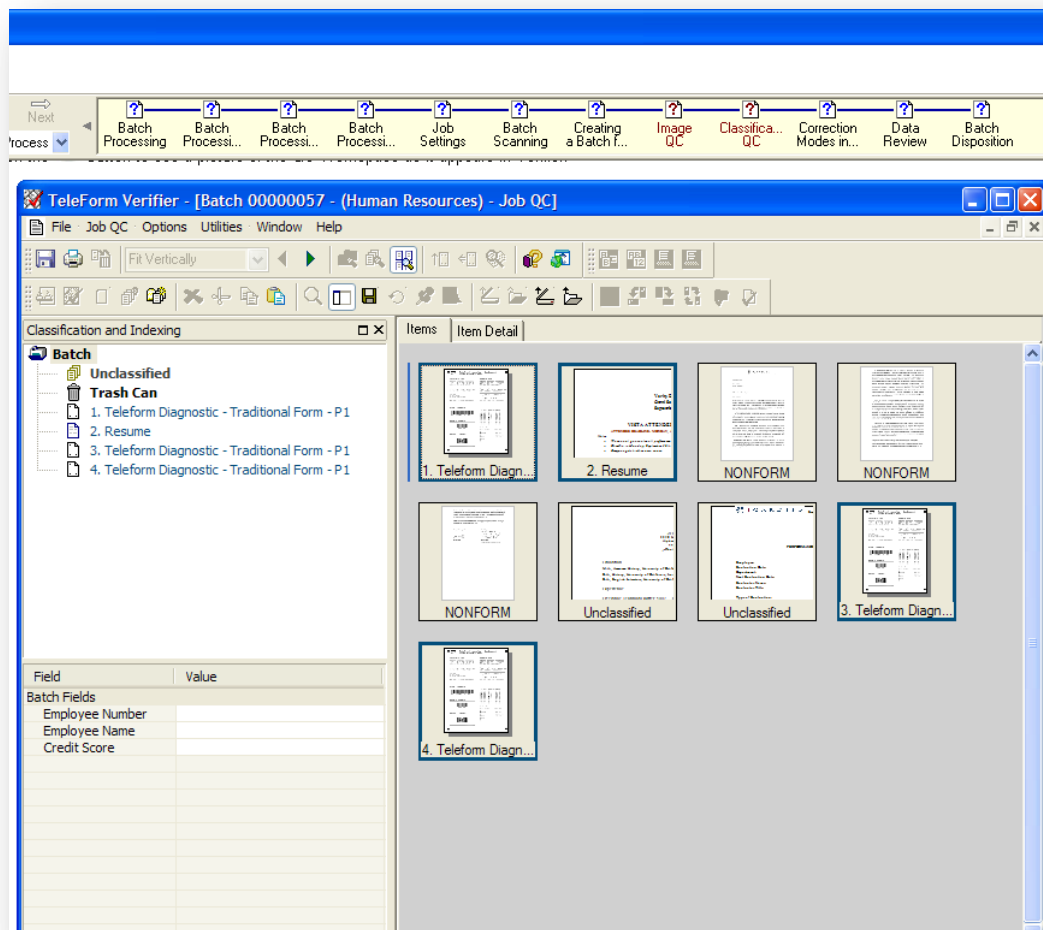 Next
Process
Batch Processing
Batch Processi...
Batch Processi...
Batch Processi...
Job Settings
Batch Scanning
Creating a Batch f...
Image QC
Classifica... QC
Correction Modes in...
Data Review
Batch Disposition
TeleForm Verifier - [Batch 00000057 - (Human Resources) - Job QC]
File Job QC Options Utilities Window Help
Fit Vertically
Classification and Indexing
Items Item Detail
Batch
Unclassified
Trash Can
1. Teleform Diagnostic - Traditional Form - P1
2. Resume
3. Teleform Diagnostic - Traditional Form - P1
4. Teleform Diagnostic - Traditional Form - P1
1. Teleform Diagn...
2. Resume
NONFORM
NONFORM
NONFORM
Unclassified
Unclassified
3. Teleform Diagn...
4. Teleform Diagn...
Field Value
Batch Fields
Employee Number
Employee Name
Credit Score